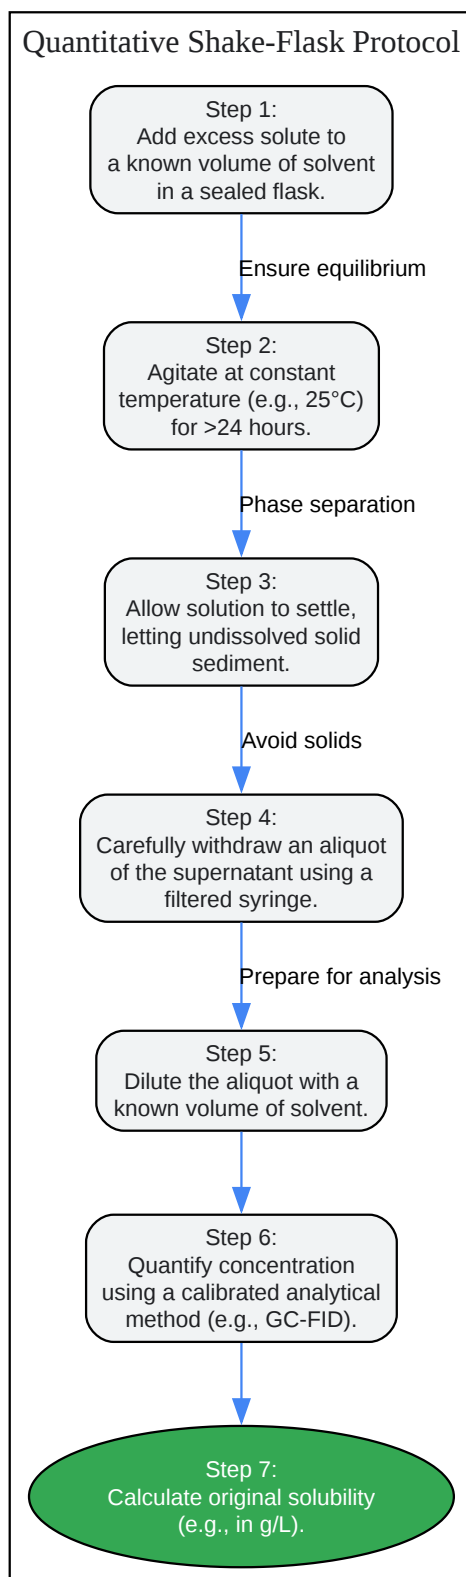 Quantitative Shake-Flask Protocol
Step 1:
Add excess solute to
a known volume of solvent
in a sealed flask.
Ensure equilibrium
Step 2:
Agitate at constant
temperature (e.g., 25°C)
for >24 hours.
Phase separation
Step 3:
Allow solution to settle,
letting undissolved solid
sediment.
Avoid solids
Step 4:
Carefully withdraw an aliquot
of the supernatant using a
filtered syringe.
Prepare for analysis
Step 5:
Dilute the aliquot with a
known volume of solvent.
Step 6:
Quantify concentration
using a calibrated analytical
method (e.g., GC-FID).
Step 7:
Calculate original solubility
(e.g., in g/L).